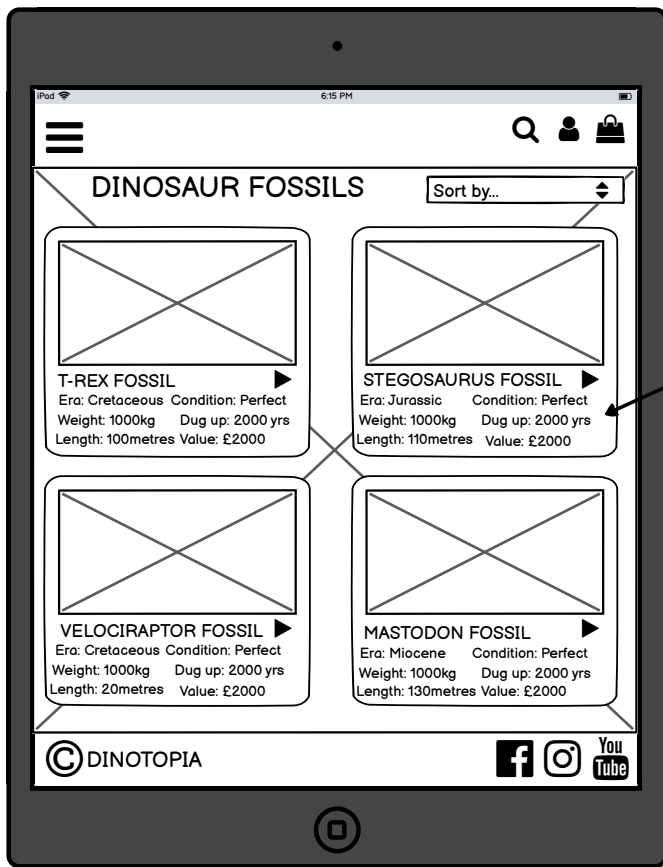 iPad 6:15 PM
DINOSAUR FOSSILS
Sort by...
T-REX FOSSIL
Era: Cretaceous Condition: Perfect
Weight: 1000kg Dug up: 2000 yrs
Length: 100metres Value: £2000
STEGOSAURUS FOSSIL
Era: Jurassic Condition: Perfect
Weight: 1000kg Dug up: 2000 yrs
Length: 110metres Value: £2000
VELOCIRAPTOR FOSSIL
Era: Cretaceous Condition: Perfect
Weight: 1000kg Dug up: 2000 yrs
Length: 20metres Value: £2000
MASTODON FOSSIL
Era: Miocene Condition: Perfect
Weight: 1000kg Dug up: 2000 yrs
Length: 130metres Value: £2000
© DINOTOPIA
You
Tube